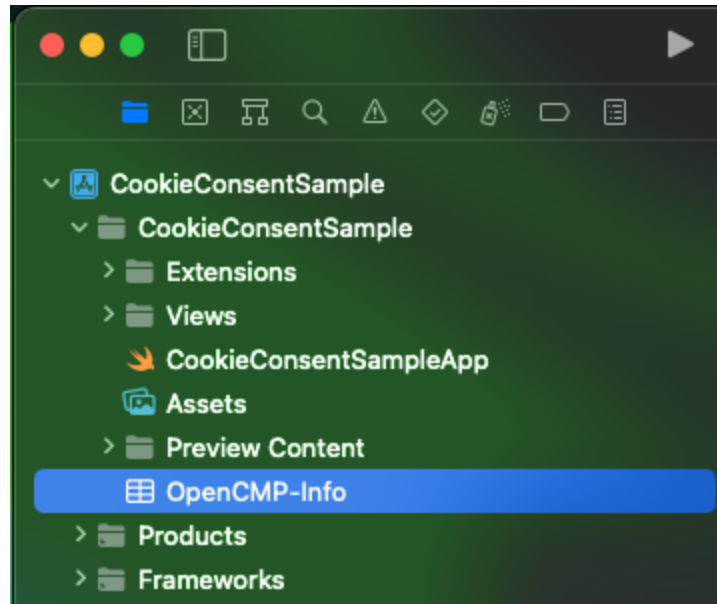 CookieConsentSample
CookieConsentSample
Extensions
Views
CookieConsentSampleApp
Assets
Preview Content
OpenCMP-Info
Products
Frameworks